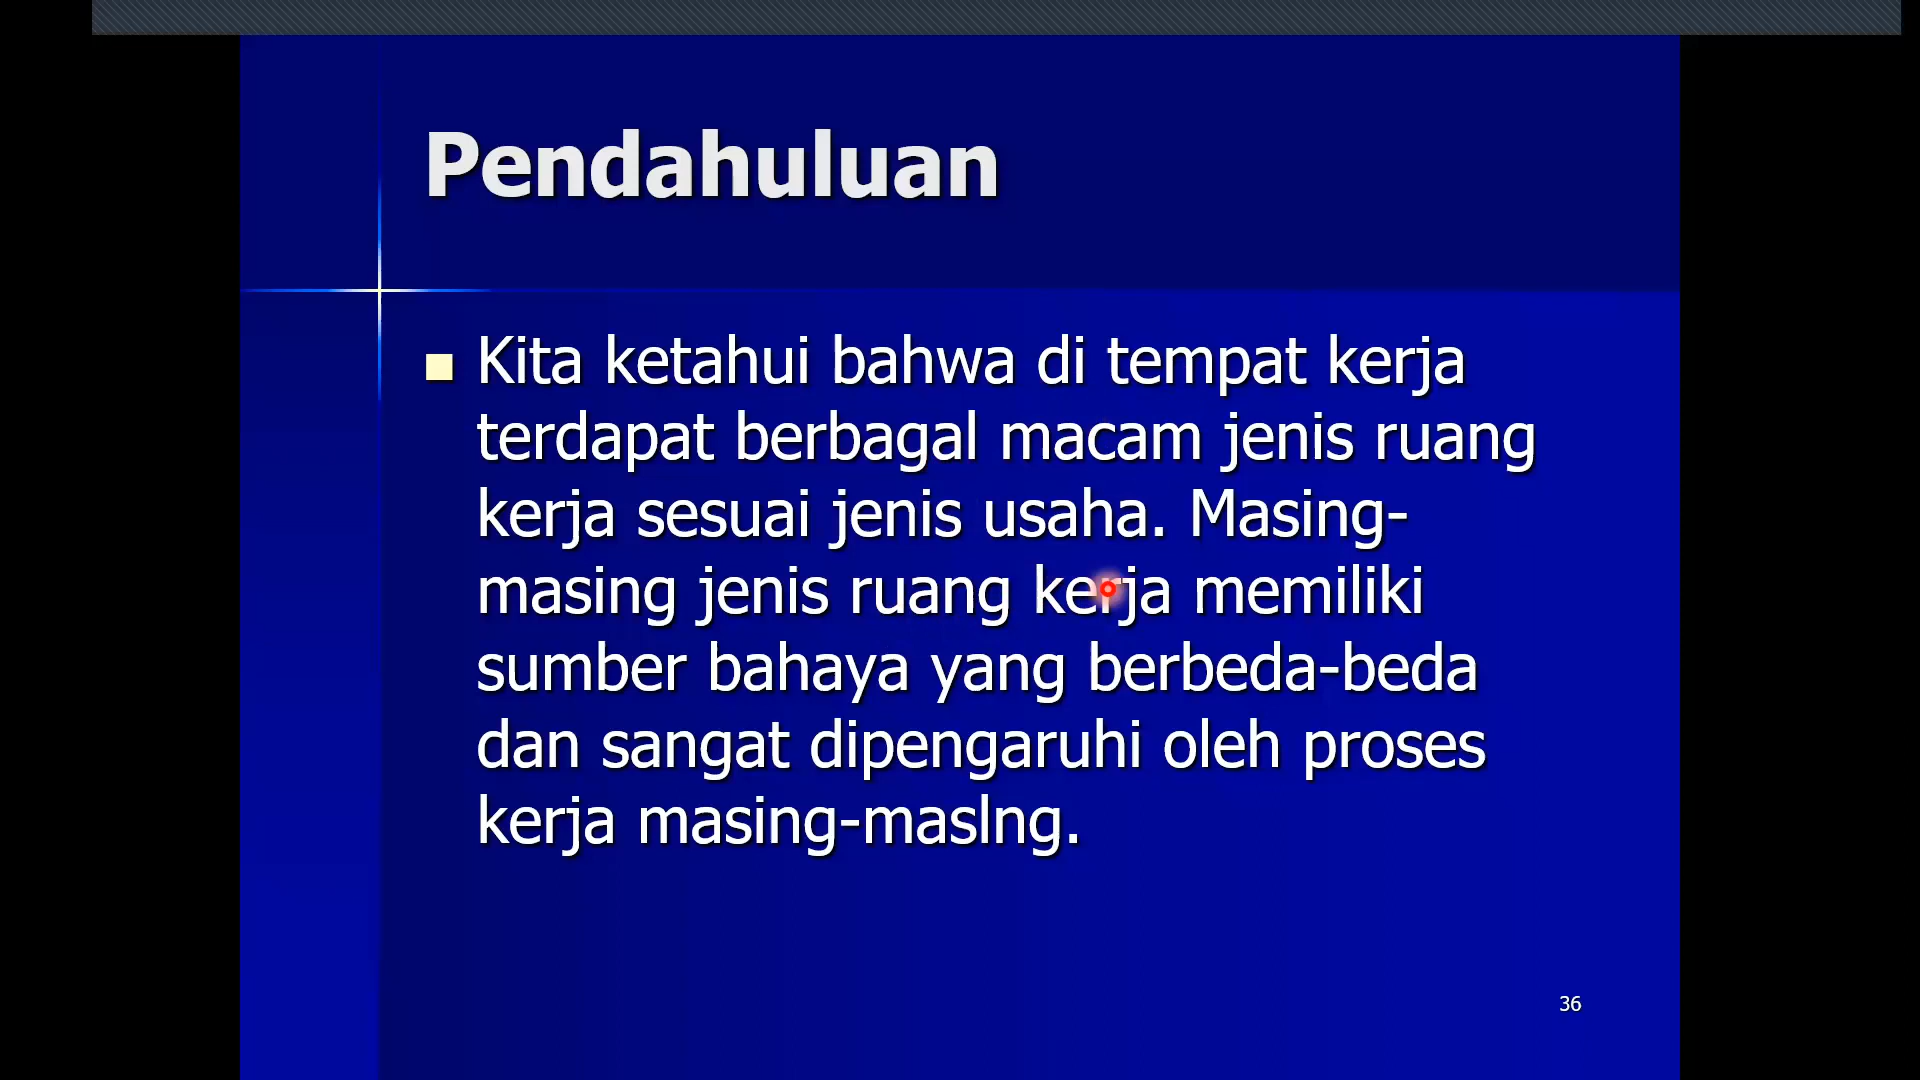 Pendahuluan
Kita ketahui bahwa di tempat kerja
terdapat berbagal macam jenis ruang
kerja sesuai jenis usaha. Masing-
masing jenis ruang kerja memiliki
sumber bahaya yang berbeda-beda
dan sangat dipengaruhi oleh proses
kerja masing-maslng.
36